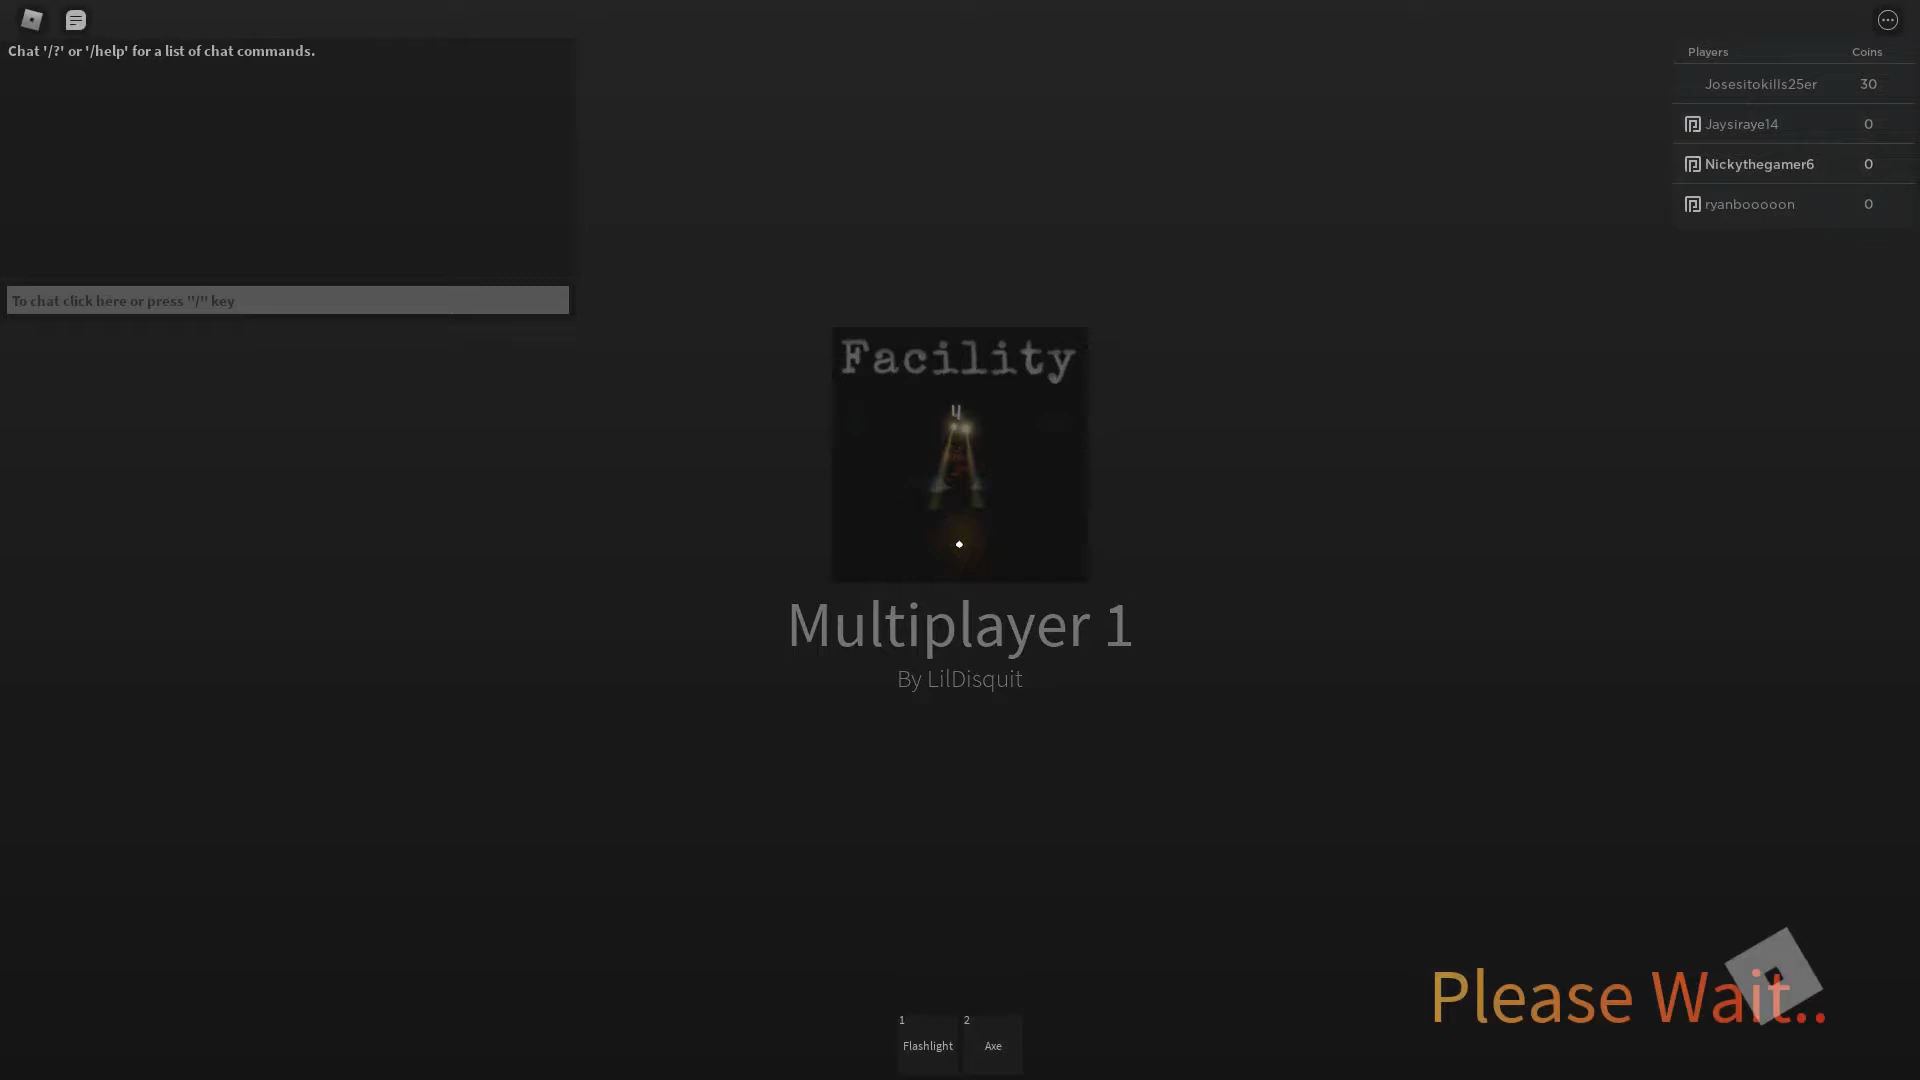 Chat '/?' or '/help' for a list of chat commands.
To chat click here or press "/" key
Players Coins
Josesitokills25er 30
Jaysiraye14 0
Nickythegamer6 0
ryanbooooon 0
Facility
4
Multiplayer 1
By LilDisquit
Please Wait..
1 2
Flashlight Axe